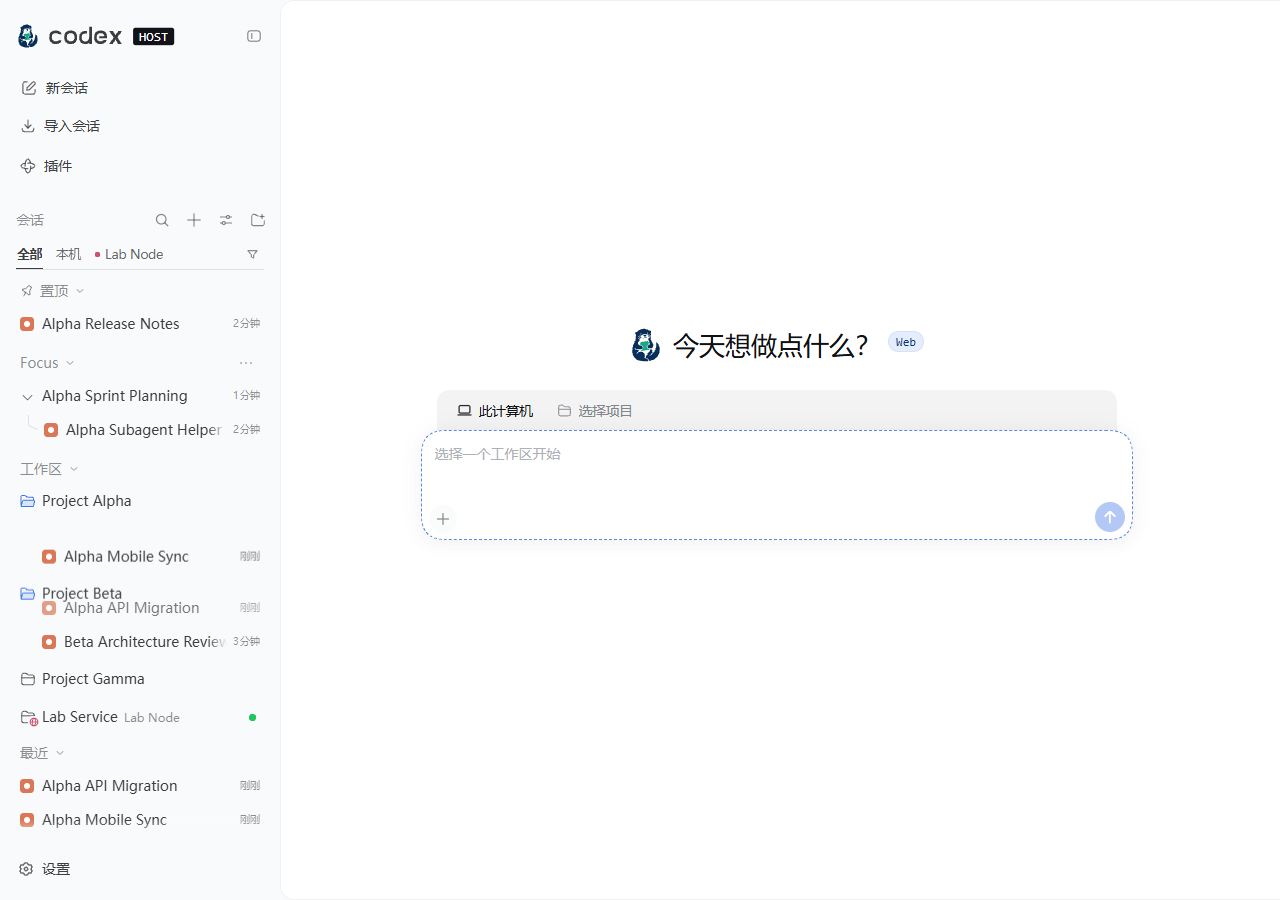 codex HOST
新会话
导入会话
插件
会话
全部 本机 Lab Node
置顶
Alpha Release Notes 2分钟
Focus
Alpha Sprint Planning 1分钟
Alpha Subagent Helper 2分钟
工作区
Project Alpha
Alpha Mobile Sync 刚刚
Project Beta
Alpha API Migration 刚刚
Beta Architecture Review 3分钟
Project Gamma
Lab Service Lab Node
最近
Alpha API Migration 刚刚
Alpha Mobile Sync 刚刚
设置
今天想做点什么？ Web
此计算机 选择项目
选择一个工作区开始